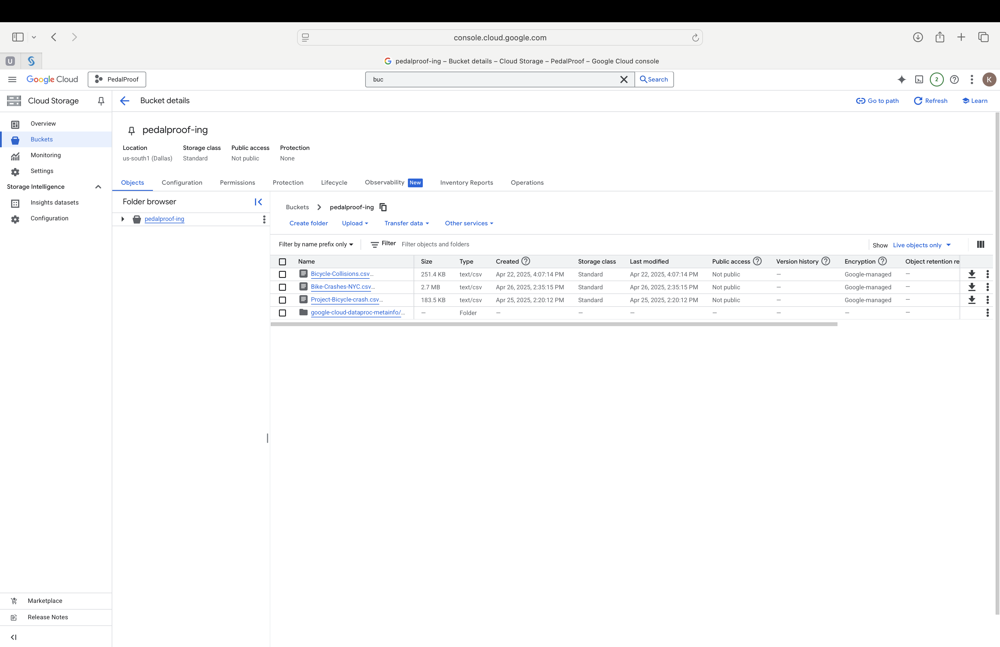 console.cloud.google.com
U
pedalproof-ing – Bucket details – Cloud Storage – PedalProof – Google Cloud console
Google Cloud
PedalProof
buc
Search
2
K
Cloud Storage
Bucket details
Go to path
Refresh
Learn
Overview
Buckets
Monitoring
Settings
Storage Intelligence
Insights datasets
Configuration
Marketplace
Release Notes
pedalproof-ing
Location Storage class Public access Protection
us-south1 (Dallas) Standard Not public None
Objects Configuration Permissions Protection Lifecycle Observability New Inventory Reports Operations
Folder browser
pedalproof-ing
Buckets pedalproof-ing
Create folder Upload Transfer data Other services
Filter by name prefix only Filter Filter objects and folders Show Live objects only
Name Size Type Created Storage class Last modified Public access Version history Encryption Object retention re
Bicycle-Collisions.csv… 251.4 KB text/csv Apr 22, 2025, 4:07:14 PM Standard Apr 22, 2025, 4:07:14 PM Not public — Google-managed —
Bike-Crashes-NYC.csv… 2.7 MB text/csv Apr 26, 2025, 2:35:15 PM Standard Apr 26, 2025, 2:35:15 PM Not public — Google-managed —
Project-Bicycle-crash.csv… 183.5 KB text/csv Apr 25, 2025, 2:20:12 PM Standard Apr 25, 2025, 2:20:12 PM Not public — Google-managed —
google-cloud-dataproc-metainfo/… — Folder — — — — — — —